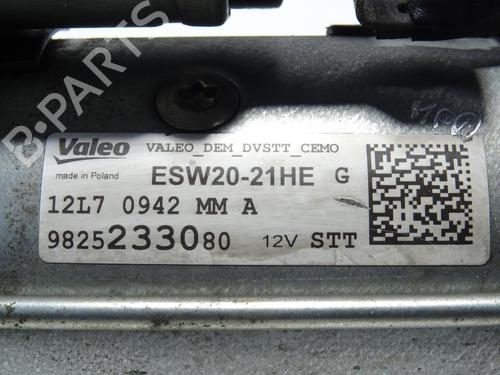 Valeo VALEO_DEM_DVSTT_CEMO
made in Poland ESW20-21HE G
12L7 0942 MM A
9825233080 12V STT
B-PARTS